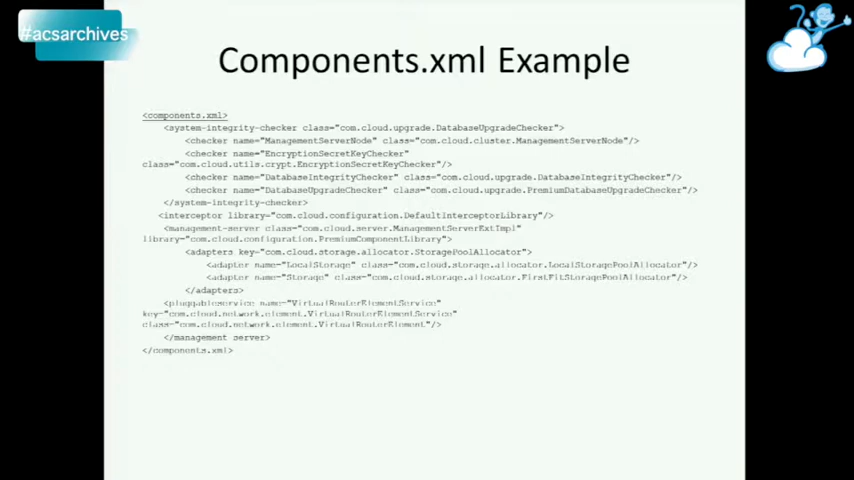 #acsarchives
Components.xml Example
<components.xml>
<system-integrity-checker class="com.cloud.upgrade.DatabaseUpgradeChecker">
<checker name="ManagementServerNode" class="com.cloud.cluster.ManagementServerNode"/>
<checker name="EncryptionSecretKeyChecker"
class="com.cloud.utils.crypt.EncryptionSecretKeyChecker"/>
<checker name="DatabaseIntegrityChecker" class="com.cloud.upgrade.DatabaseIntegrityChecker"/>
<checker name="DatabaseUpgradeChecker" class="com.cloud.upgrade.PremiumDatabaseUpgradeChecker"/>
</system-integrity-checker>
<interceptor library="com.cloud.configuration.DefaultInterceptorLibrary"/>
<management-server class="com.cloud.server.ManagementServerExtImpl"
library="com.cloud.configuration.PremiumComponentLibrary">
<adapters key="com.cloud.storage.allocator.StoragePoolAllocator">
<adapter name="LocalStorage" class="com.cloud.storage.allocator.LocalStoragePoolAllocator"/>
<adapter name="Storage" class="com.cloud.storage.allocator.FirstFitStoragePoolAllocator"/>
</adapters>
<pluggableservice name="VirtualRouterElementService"
key="com.cloud.network.element.VirtualRouterElementService"
class="com.cloud.network.element.VirtualRouterElement"/>
</management server>
</components.xml>